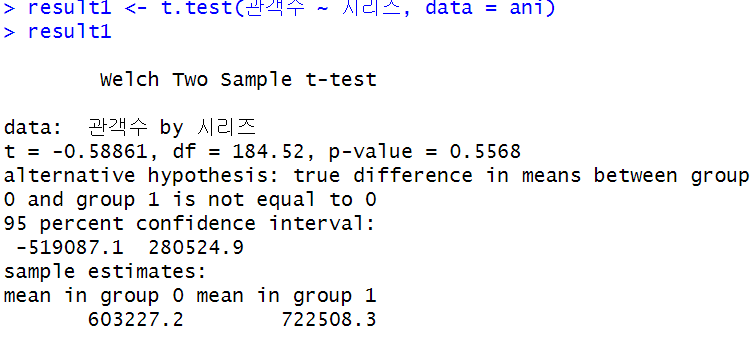 > result1 <- t.test(관객수 ~ 시리즈, data = ani)
> result1
Welch Two Sample t-test
data:  관객수 by 시리즈
t = -0.58861, df = 184.52, p-value = 0.5568
alternative hypothesis: true difference in means between group
0 and group 1 is not equal to 0
95 percent confidence interval:
 -519087.1  280524.9
sample estimates:
mean in group 0 mean in group 1
       603227.2        722508.3